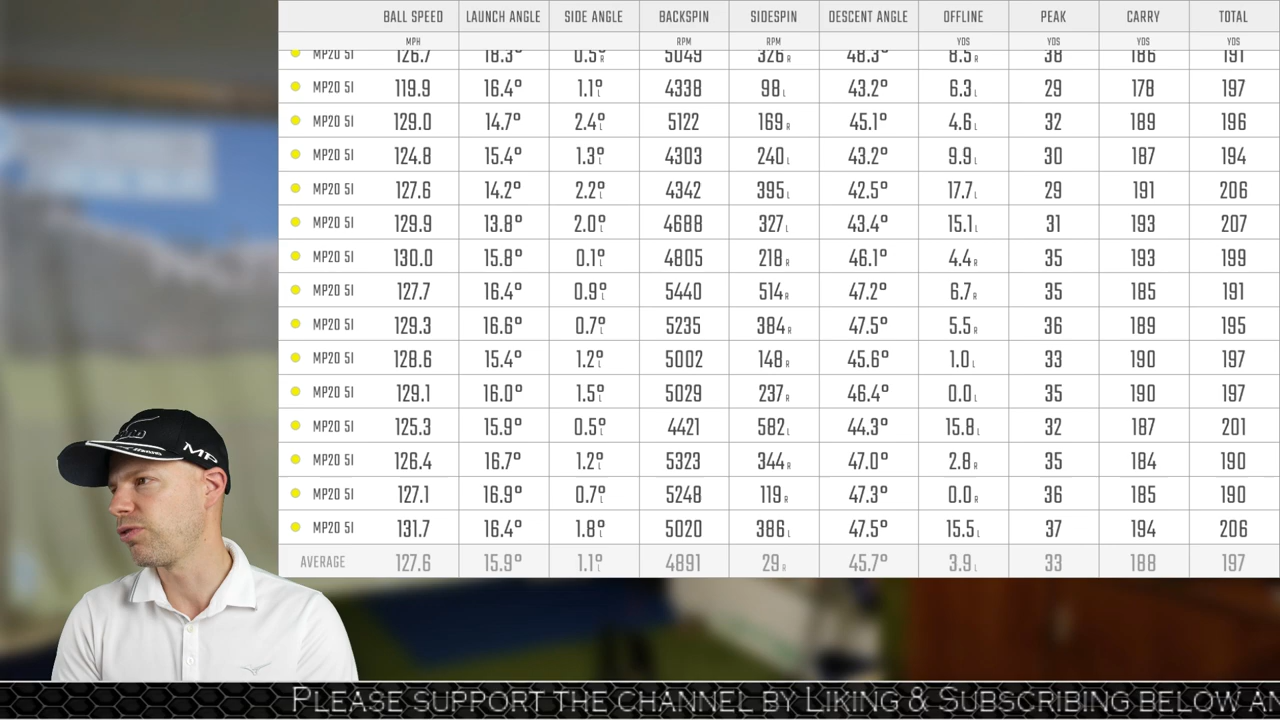 BALL SPEED LAUNCH ANGLE SIDE ANGLE BACKSPIN SIDESPIN DESCENT ANGLE OFFLINE PEAK CARRY TOTAL
MPH RPM RPM YDS YDS YDS YDS
MP20 5I 126.7 18.3° 0.5° R 5049 326 R 48.3° 8.5 R 38 186 191
MP20 5I 119.9 16.4° 1.1° L 4338 98 L 43.2° 6.3 L 29 178 197
MP20 5I 129.0 14.7° 2.4° L 5122 169 R 45.1° 4.6 L 32 189 196
MP20 5I 124.8 15.4° 1.3° L 4303 240 L 43.2° 9.9 L 30 187 194
MP20 5I 127.6 14.2° 2.2° L 4342 395 L 42.5° 17.7 L 29 191 206
MP20 5I 129.9 13.8° 2.0° L 4688 327 L 43.4° 15.1 L 31 193 207
MP20 5I 130.0 15.8° 0.1° L 4805 218 R 46.1° 4.4 R 35 193 199
MP20 5I 127.7 16.4° 0.9° L 5440 514 R 47.2° 6.7 R 35 185 191
MP20 5I 129.3 16.6° 0.7° L 5235 384 R 47.5° 5.5 R 36 189 195
MP20 5I 128.6 15.4° 1.2° L 5002 148 R 45.6° 1.0 L 33 190 197
MP20 5I 129.1 16.0° 1.5° L 5029 237 R 46.4° 0.0 L 35 190 197
MP20 5I 125.3 15.9° 0.5° L 4421 582 L 44.3° 15.8 L 32 187 201
MP20 5I 126.4 16.7° 1.2° L 5323 344 R 47.0° 2.8 R 35 184 190
MP20 5I 127.1 16.9° 0.7° L 5248 119 R 47.3° 0.0 R 36 185 190
MP20 5I 131.7 16.4° 1.8° L 5020 386 L 47.5° 15.5 L 37 194 206
AVERAGE 127.6 15.9° 1.1° L 4891 29 R 45.7° 3.9 L 33 188 197
MP
PLEASE SUPPORT THE CHANNEL BY LIKING & SUBSCRIBING BELOW AN